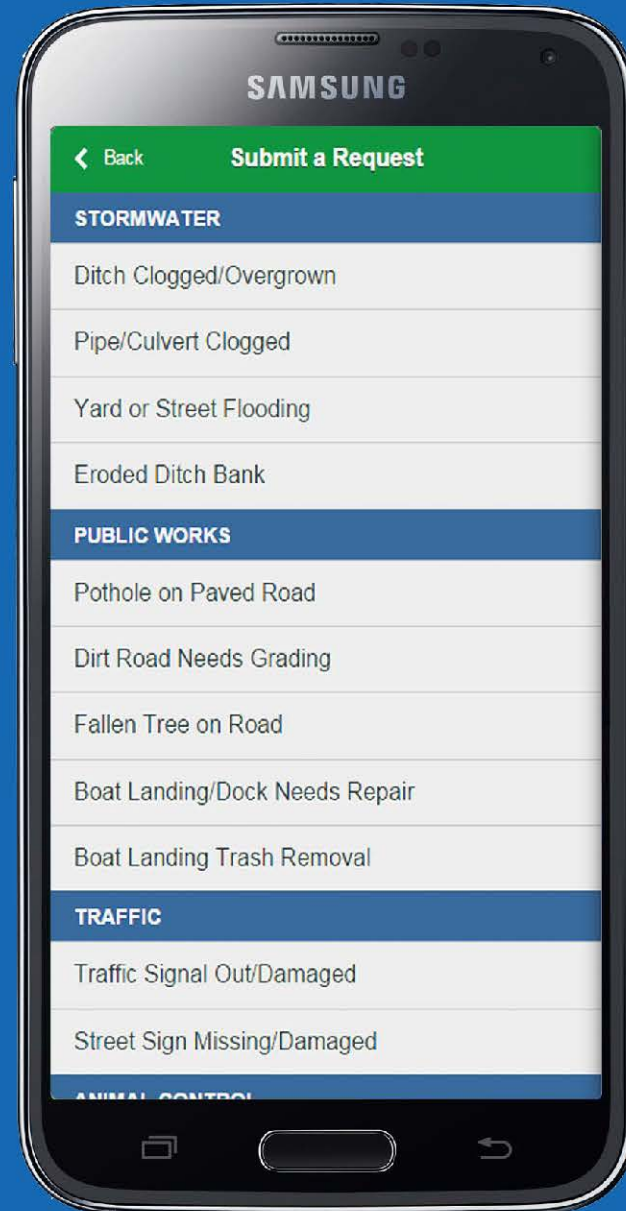 SAMSUNG
Back Submit a Request
STORMWATER
Ditch Clogged/Overgrown
Pipe/Culvert Clogged
Yard or Street Flooding
Eroded Ditch Bank
PUBLIC WORKS
Pothole on Paved Road
Dirt Road Needs Grading
Fallen Tree on Road
Boat Landing/Dock Needs Repair
Boat Landing Trash Removal
TRAFFIC
Traffic Signal Out/Damaged
Street Sign Missing/Damaged
ANIMAL CONTROL